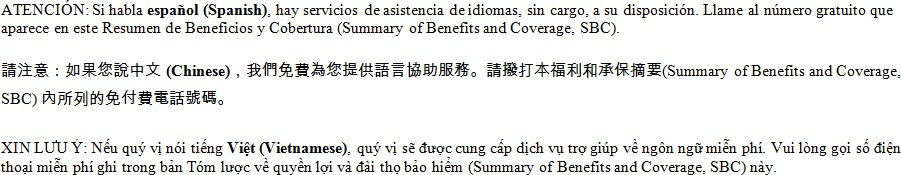 ATENCIÓN: Si habla español (Spanish), hay servicios de asistencia de idiomas, sin cargo, a su disposición. Llame al número gratuito que
aparece en este Resumen de Beneficios y Cobertura (Summary of Benefits and Coverage, SBC).
請注意：如果您說中文 (Chinese)，我們免費為您提供語言協助服務。請撥打本福利和承保摘要(Summary of Benefits and Coverage,
SBC) 內所列的免付費電話號碼。
XIN LƯU Ý: Nếu quý vị nói tiếng Việt (Vietnamese), quý vị sẽ được cung cấp dịch vụ trợ giúp về ngôn ngữ miễn phí. Vui lòng gọi số điện
thoại miễn phí ghi trong bản Tóm lược về quyền lợi và đài thọ bảo hiểm (Summary of Benefits and Coverage, SBC) này.